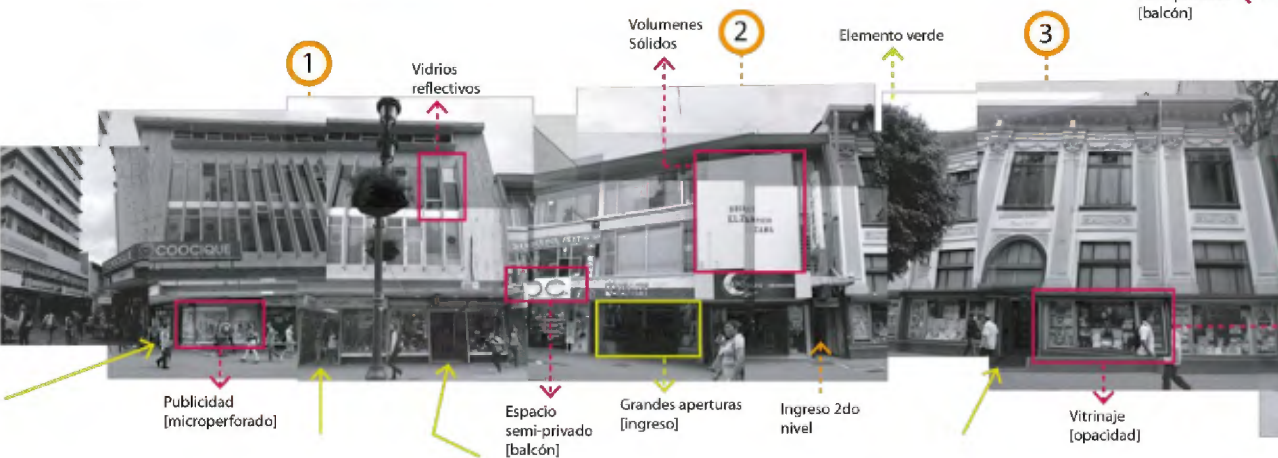 [balcón]
Volumenes
Sólidos
2
Elemento verde
3
1
Vidrios
reflectivos
COOCIQUE
Publicidad
[microperforado]
Espacio
semi-privado
[balcón]
Grandes aperturas
[ingreso]
Ingreso 2do
nivel
Vitrinaje
[opacidad]